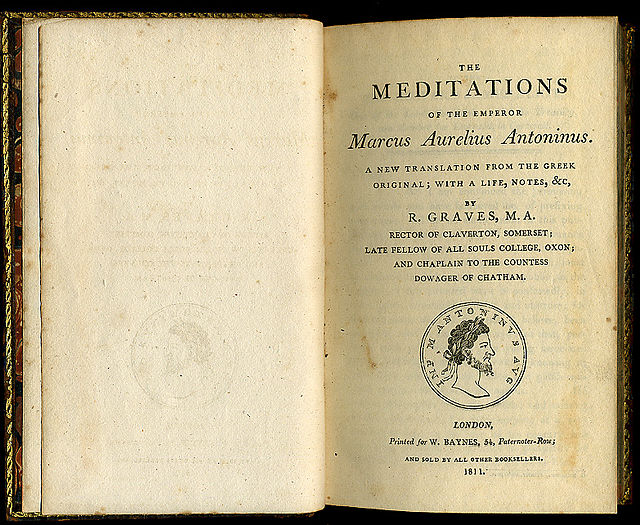 THE
MEDITATIONS
OF THE EMPEROR
Marcus Aurelius Antoninus.
A NEW TRANSLATION FROM THE GREEK
ORIGINAL; WITH A LIFE, NOTES, &c,
BY
R. GRAVES, M.A.
RECTOR OF CLAVERTON, SOMERSET;
LATE FELLOW OF ALL SOULS COLLEGE, OXON;
AND CHAPLAIN TO THE COUNTESS
DOWAGER OF CHATHAM.
IMP M ANTONINVS AVG
LONDON,
Printed for W. BAYNES, 54, Paternoter-Row;
AND SOLD BY ALL OTHER BOOKSELLERS.
1811.